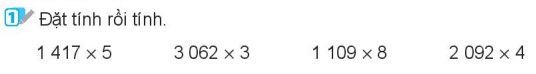 1 Đặt tính rồi tính.
1 417 × 5 3 062 × 3 1 109 × 8 2 092 × 4